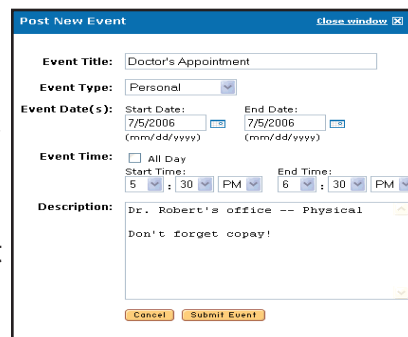 Post New Event Close window
Event Title: Doctor's Appointment
Event Type: Personal
Event Date(s): Start Date: End Date:
7/5/2006 7/5/2006
(mm/dd/yyyy) (mm/dd/yyyy)
Event Time: All Day
Start Time: End Time:
5 : 30 PM 6 : 30 PM
Description: Dr. Robert's office -- Physical
Don't forget copay!
Cancel Submit Event